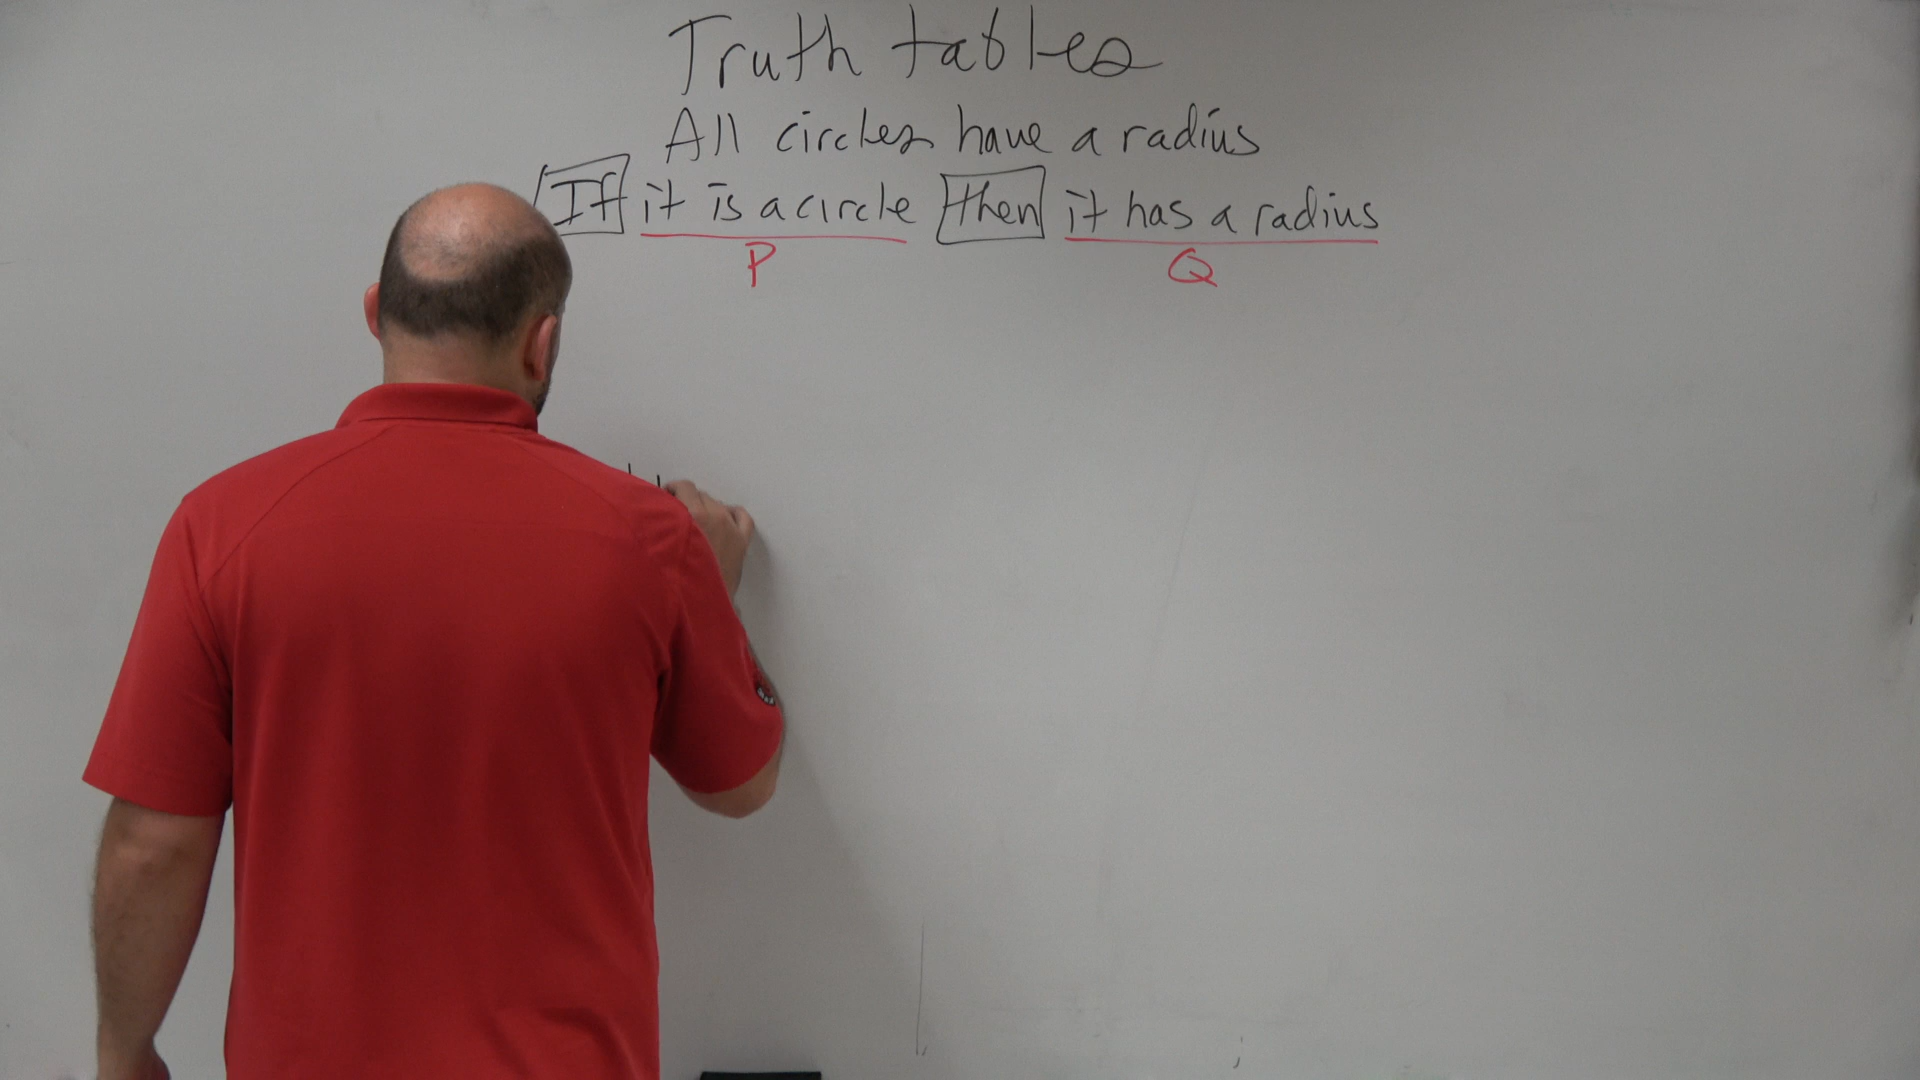 Truth tables
All circles have a radius
If it is a circle then it has a radius
P Q